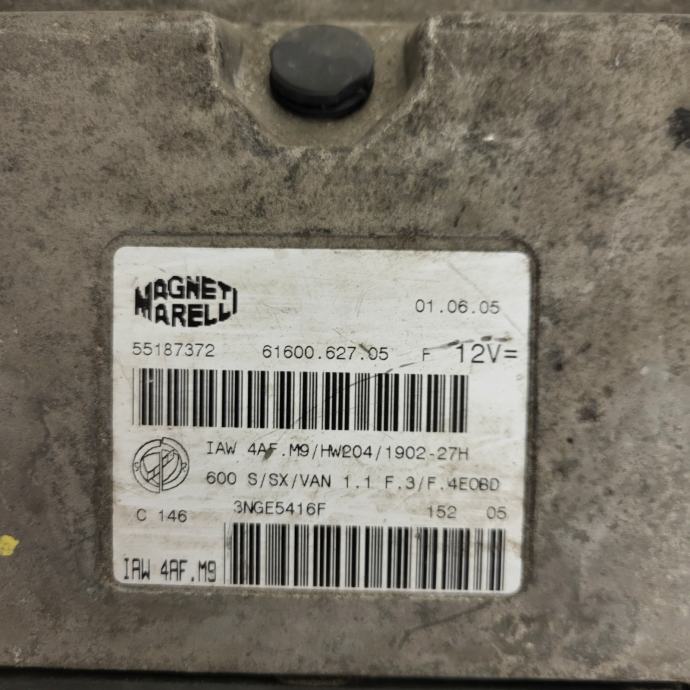 MAGNETI
MARELLI
01.06.05
55187372 61600.627.05 F 12V=
IAW 4AF.M9/HW204/1902-27H
600 S/SX/VAN 1.1 F.3/F.4EOBD
C 146 3NGE5416F 152 05
IAW 4AF.M9